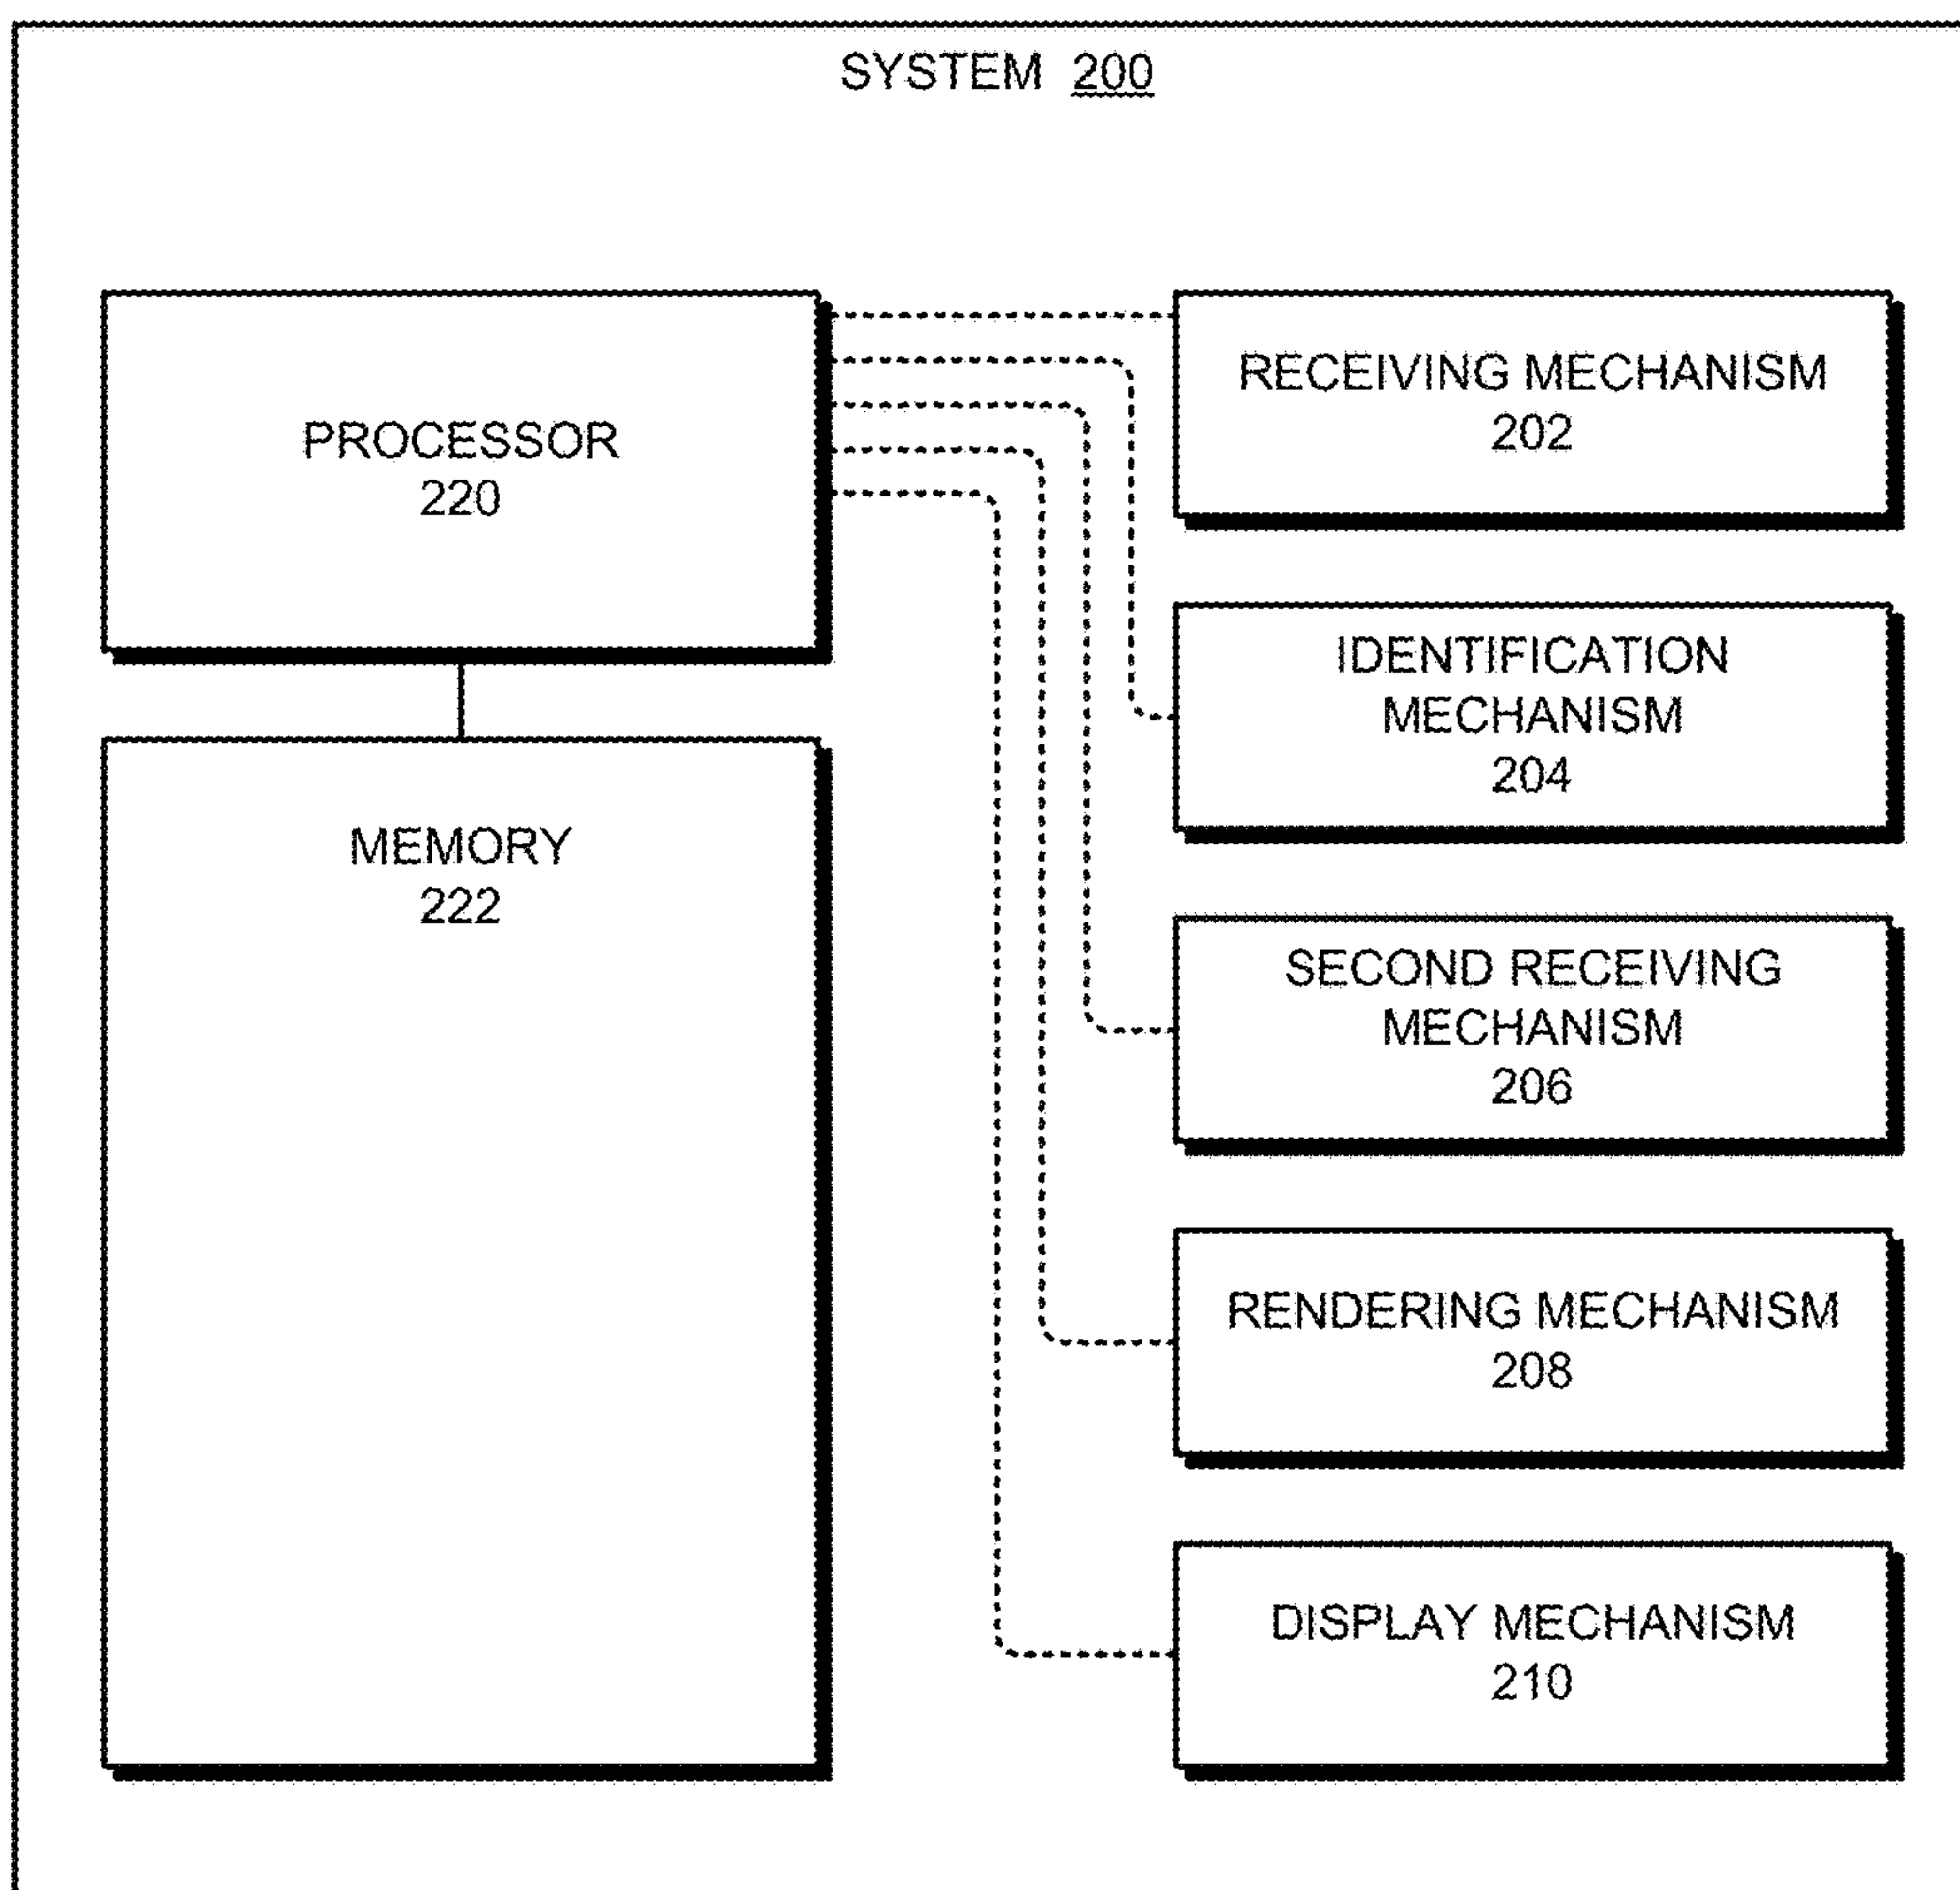 SYSTEM 200
PROCESSOR
220
MEMORY
222
RECEIVING MECHANISM
202
IDENTIFICATION
MECHANISM
204
SECOND RECEIVING
MECHANISM
206
RENDERING MECHANISM
208
DISPLAY MECHANISM
210